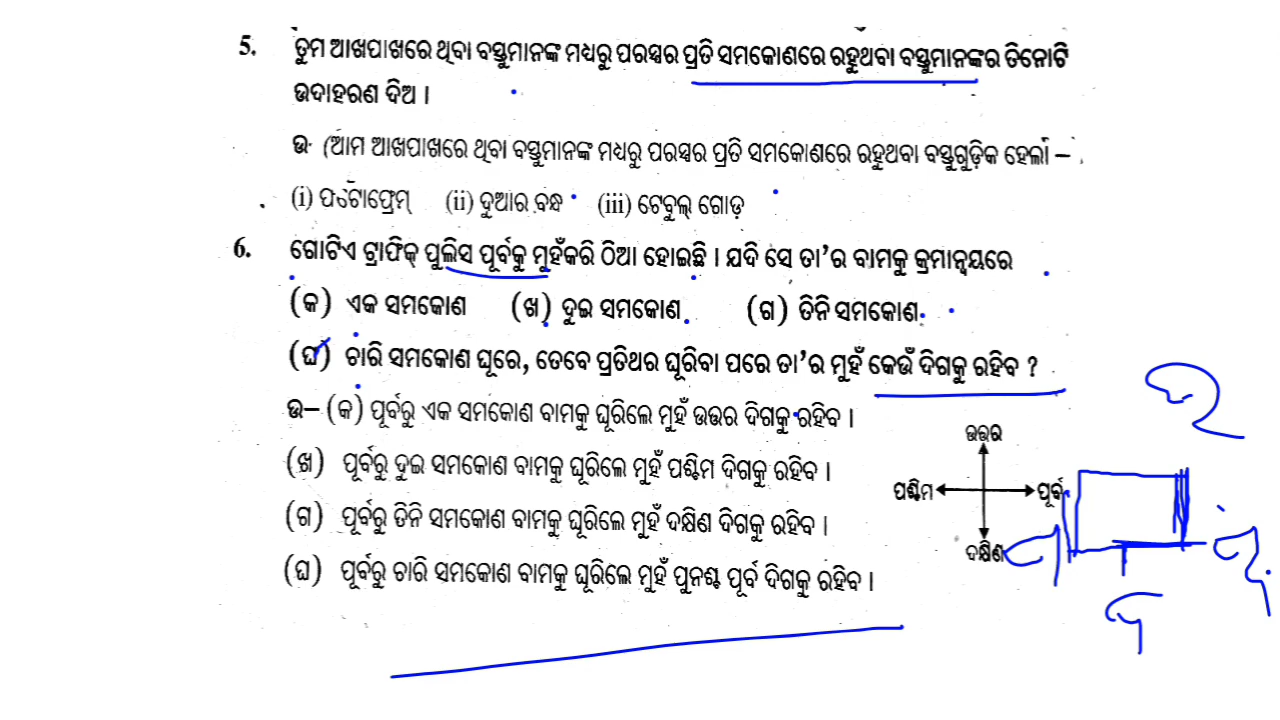 5. ତୁମ ଆଖପାଖରେ ଥିବା ବସ୍ତୁମାନଙ୍କ ମଧ୍ୟରୁ ପରସ୍ପର ପ୍ରତି ସମକୋଣରେ ରହୁଥିବା ବସ୍ତୁମାନଙ୍କର ତିନୋଟି
ଉଦାହରଣ ଦିଅ ।
ଉ- (ଆମ ଆଖପାଖରେ ଥିବା ବସ୍ତୁମାନଙ୍କ ମଧ୍ୟରୁ ପରସ୍ପର ପ୍ରତି ସମକୋଣରେ ରହୁଥିବା ବସ୍ତୁଗୁଡ଼ିକ ହେଲା –
(i) ଫଟୋଫ୍ରେମ୍ (ii) ଦୁଆର ବନ୍ଧ (iii) ଟେବୁଲ୍ ଗୋଡ଼
6. ଗୋଟିଏ ଟ୍ରାଫିକ୍ ପୁଲିସ ପୂର୍ବକୁ ମୁହଁକରି ଠିଆ ହୋଇଛି । ଯଦି ସେ ତା'ର ବାମକୁ କ୍ରମାନ୍ୱୟରେ
(କ) ଏକ ସମକୋଣ (ଖ) ଦୁଇ ସମକୋଣ (ଗ) ତିନି ସମକୋଣ
(ଘ) ଚାରି ସମକୋଣ ଘୂରେ, ତେବେ ପ୍ରତିଥର ଘୂରିବା ପରେ ତା'ର ମୁହଁ କେଉଁ ଦିଗକୁ ରହିବ ?
ଉ– (କ) ପୂର୍ବରୁ ଏକ ସମକୋଣ ବାମକୁ ଘୂରିଲେ ମୁହଁ ଉତ୍ତର ଦିଗକୁ ରହିବ ।
(ଖ) ପୂର୍ବରୁ ଦୁଇ ସମକୋଣ ବାମକୁ ଘୂରିଲେ ମୁହଁ ପଶ୍ଚିମ ଦିଗକୁ ରହିବ ।
(ଗ) ପୂର୍ବରୁ ତିନି ସମକୋଣ ବାମକୁ ଘୂରିଲେ ମୁହଁ ଦକ୍ଷିଣ ଦିଗକୁ ରହିବ ।
(ଘ) ପୂର୍ବରୁ ଚାରି ସମକୋଣ ବାମକୁ ଘୂରିଲେ ମୁହଁ ପୁନଶ୍ଚ ପୂର୍ବ ଦିଗକୁ ରହିବ ।
ଉତ୍ତର
ପଶ୍ଚିମ ପୂର୍ବ
ଦକ୍ଷିଣ